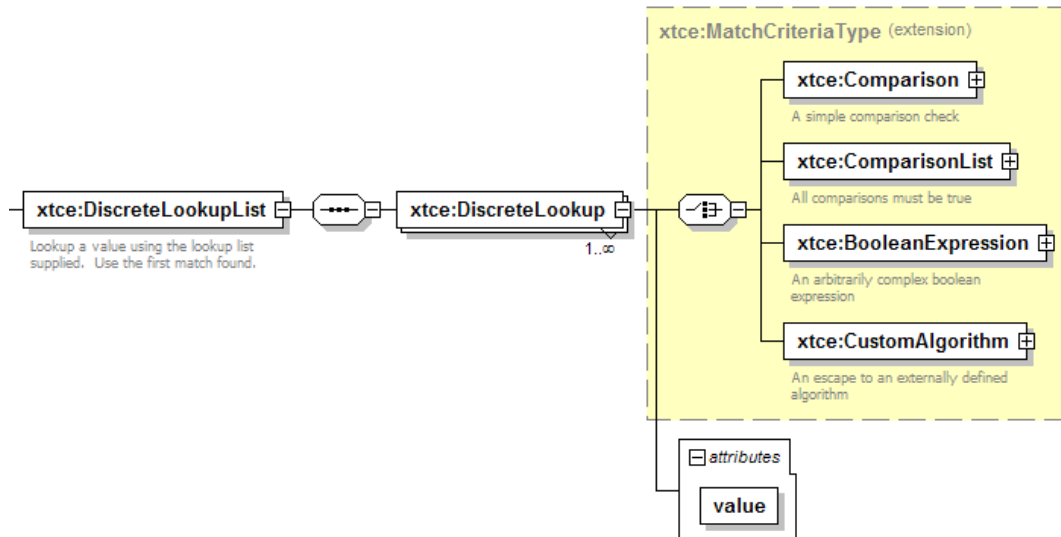 xtce:MatchCriteriaType (extension)
xtce:Comparison
A simple comparison check
xtce:ComparisonList
All comparisons must be true
xtce:DiscreteLookupList
Lookup a value using the lookup list
supplied. Use the first match found.
xtce:DiscreteLookup
1..∞
xtce:BooleanExpression
An arbitrarily complex boolean
expression
xtce:CustomAlgorithm
An escape to an externally defined
algorithm
attributes
value